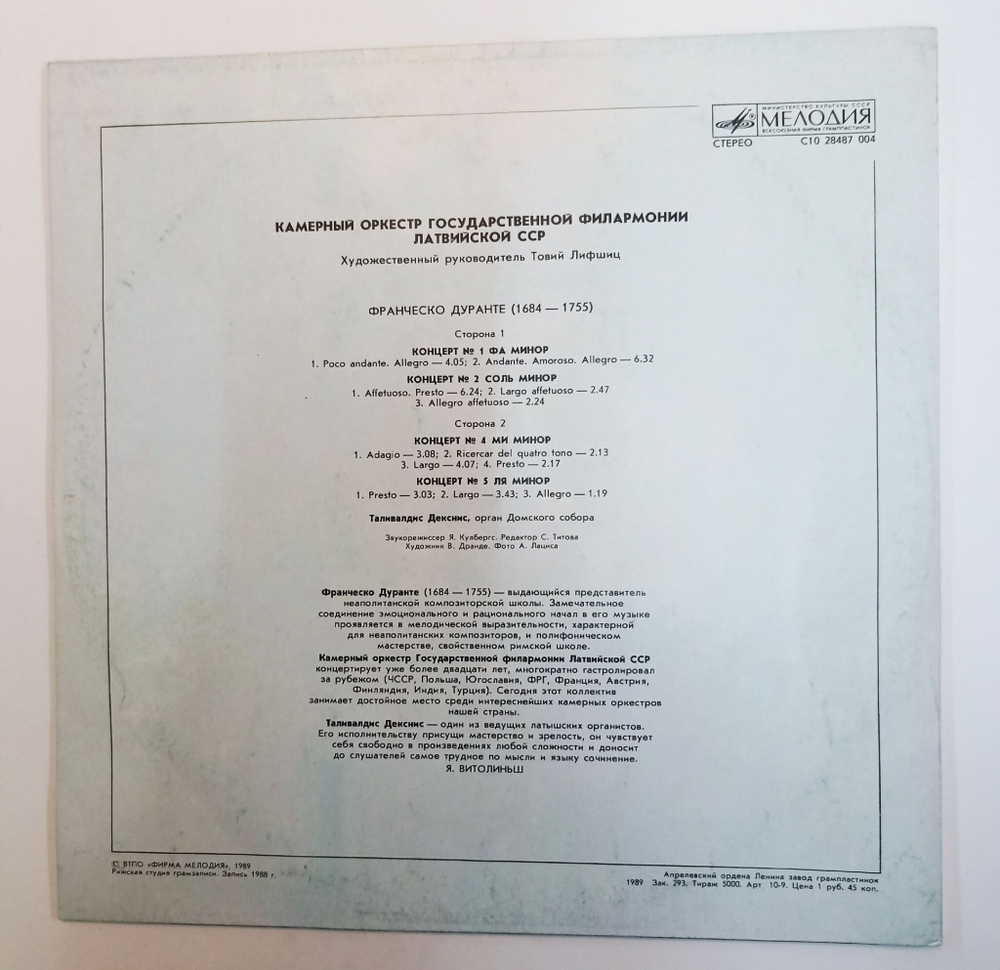 МИНИСТЕРСТВО КУЛЬТУРЫ СССР
МЕЛОДИЯ
ВСЕСОЮЗНАЯ ФИРМА ГРАМПЛАСТИНОК
СТЕРЕО С10 28487 004
КАМЕРНЫЙ ОРКЕСТР ГОСУДАРСТВЕННОЙ ФИЛАРМОНИИ
ЛАТВИЙСКОЙ ССР
Художественный руководитель Товий Лифшиц
ФРАНЧЕСКО ДУРАНТЕ (1684 — 1755)
Сторона 1
КОНЦЕРТ № 1 ФА МИНОР
1. Poco andante. Allegro — 4.05; 2. Andante. Amoroso. Allegro — 6.32
КОНЦЕРТ № 2 СОЛЬ МИНОР
1. Affetuoso. Presto — 6.24; 2. Largo affetuoso — 2.47
3. Allegro affetuoso — 2.24
Сторона 2
КОНЦЕРТ № 4 МИ МИНОР
1. Adagio — 3.08; 2. Ricercar del quatro tono — 2.13
3. Largo — 4.07; 4. Presto — 2.17
КОНЦЕРТ № 5 ЛЯ МИНОР
1. Presto — 3.03; 2. Largo — 3.43; 3. Allegro — 1.19
Таливалдис Декснис, орган Домского собора
Звукорежиссер Я. Кулбергс. Редактор С. Титова
Художник В. Дранде. Фото А. Лациса
Франческо Дуранте (1684 — 1755) — выдающийся представитель
неаполитанской композиторской школы. Замечательное
соединение эмоционального и рационального начал в его музыке
проявляется в мелодической выразительности, характерной
для неаполитанских композиторов, и полифоническом
мастерстве, свойственном римской школе.
Камерный оркестр Государственной филармонии Латвийской ССР
концертирует уже более двадцати лет, многократно гастролировал
за рубежом (ЧССР, Польша, Югославия, ФРГ, Франция, Австрия,
Финляндия, Индия, Турция). Сегодня этот коллектив
занимает достойное место среди интереснейших камерных оркестров
нашей страны.
Таливалдис Декснис — один из ведущих латышских органистов.
Его исполнительству присущи мастерство и зрелость, он чувствует
себя свободно в произведениях любой сложности и доносит
до слушателей самое трудное по мысли и языку сочинение.
Я. ВИТОЛИНЬШ
© ВТПО «ФИРМА МЕЛОДИЯ», 1989
Рижская студия грамзаписи. Запись 1988 г.
Апрелевский ордена Ленина завод грампластинок
1989 Зак. 293. Тираж 5000. Арт 10-9. Цена 1 руб. 45 коп.